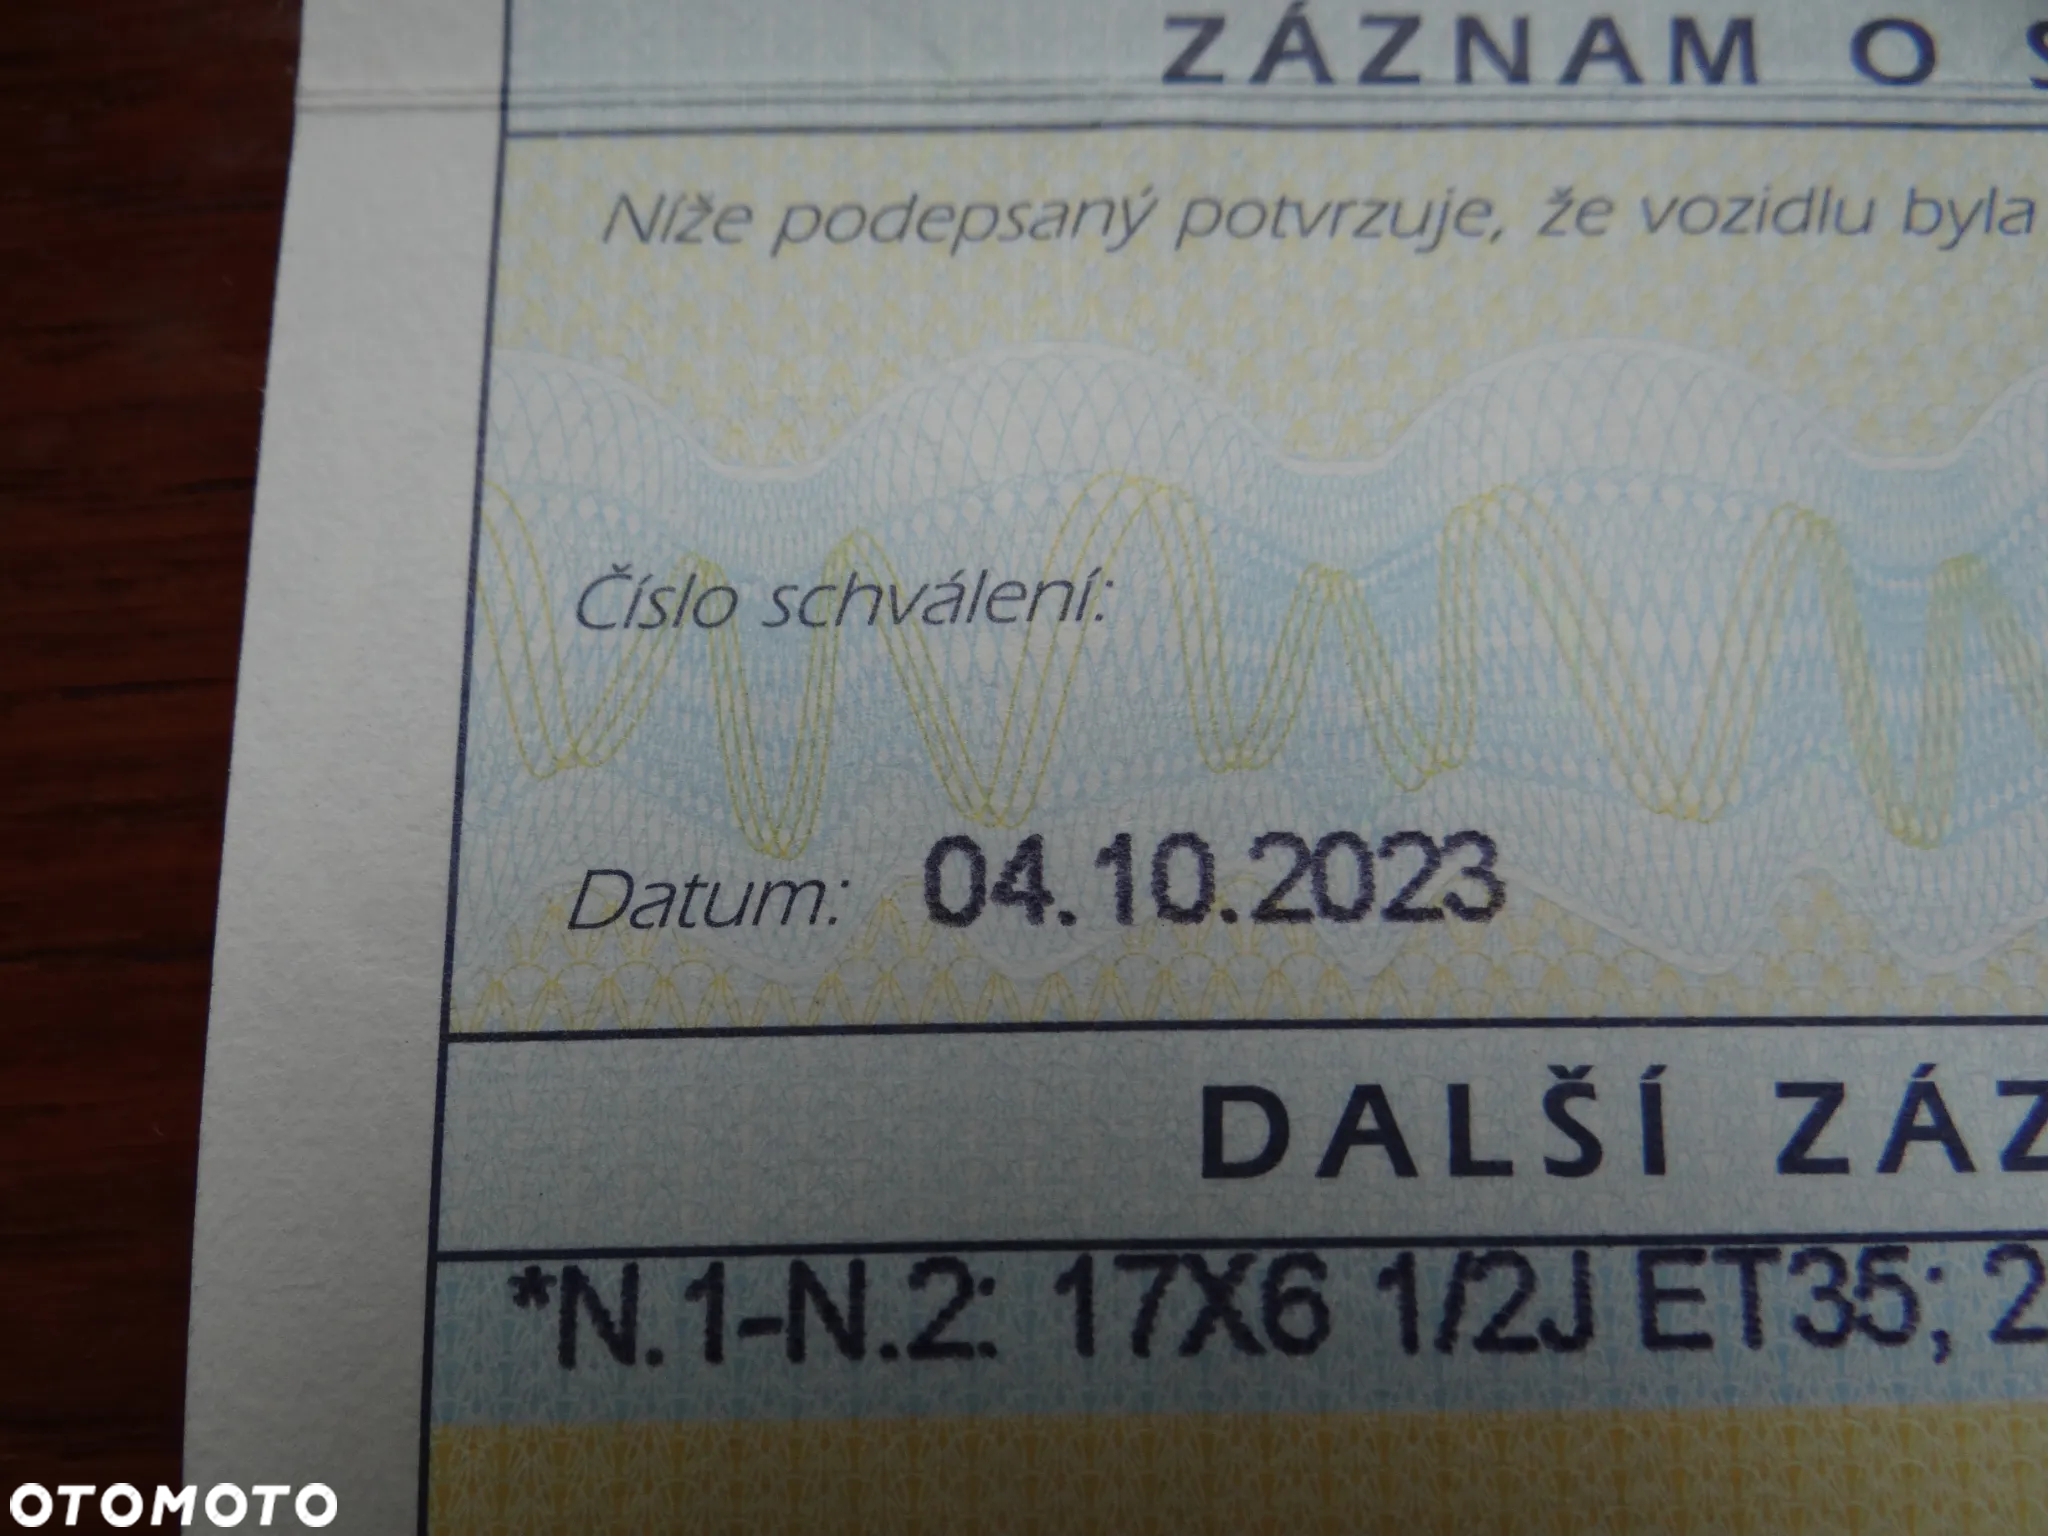 ZÁZNAM O
Níže podepsaný potvrzuje, že vozidlu byla
Číslo schválení:
Datum: 04.10.2023
DALŠÍ ZÁZ
*N.1-N.2: 17X6 1/2J ET35; 2
OTOMOTO